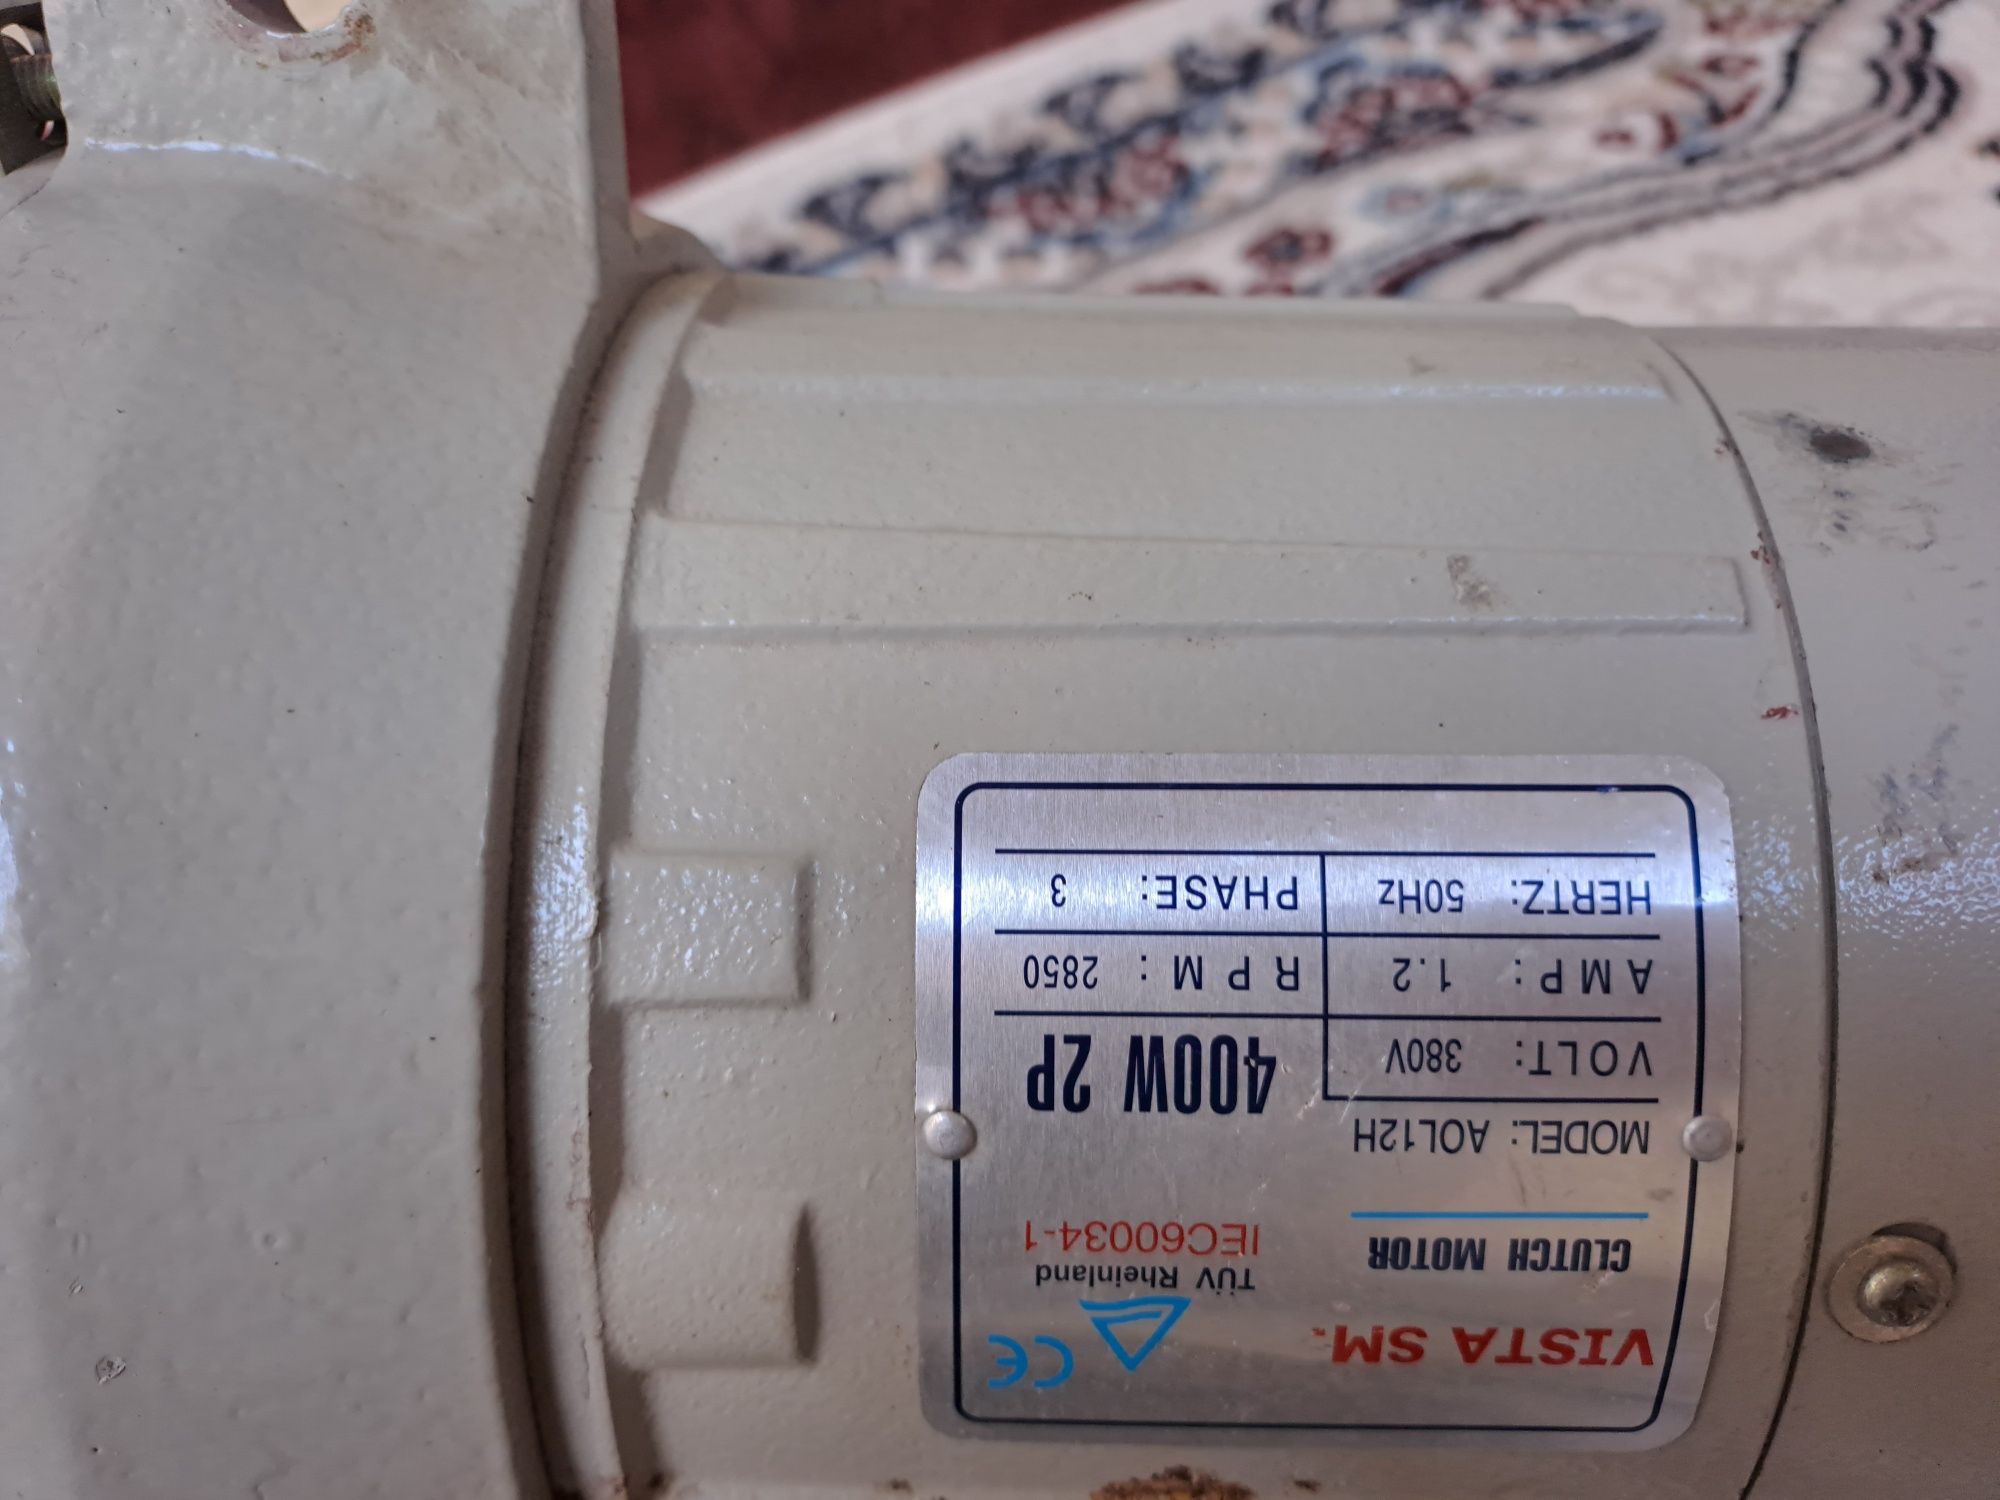 VISTA SM.
CE
TÜV Rheinland
CLUTCH MOTOR
IEC60034-1
MODEL: AOL12H
400W 2P
VOLT: 380V
AMP: 1.2
RPM: 2850
HERTZ: 50Hz
PHASE: 3